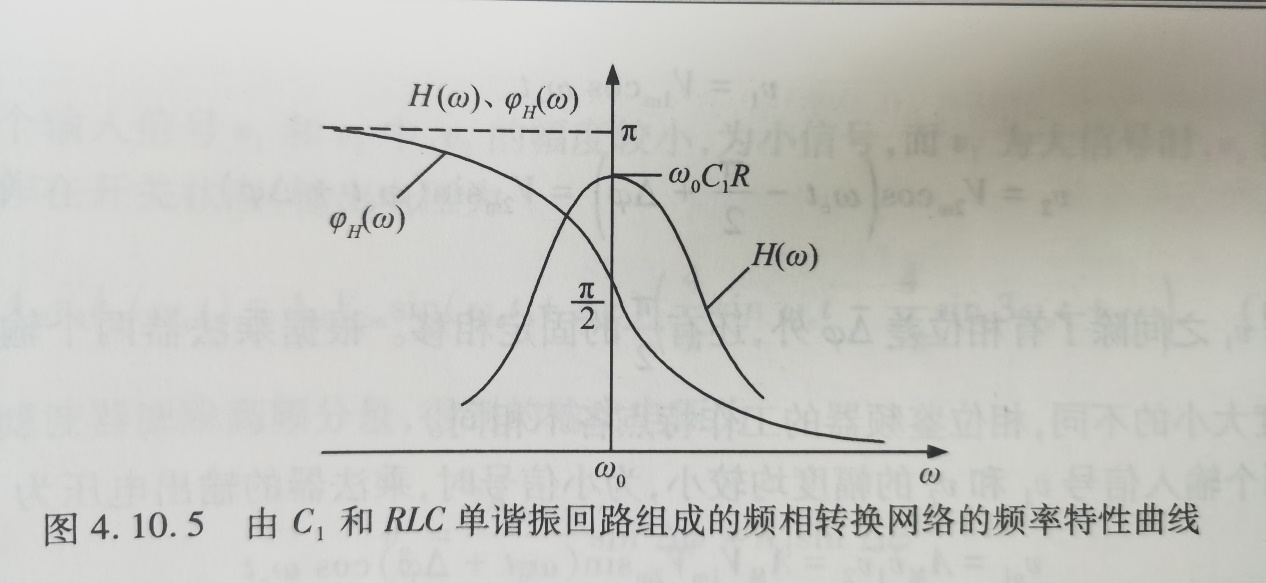 H(ω)、φ_H(ω)
π
ω₀C₁R
φ_H(ω)
H(ω)
π
2
ω₀
ω
图 4.10.5 由 C₁ 和 RLC 单谐振回路组成的频相转换网络的频率特性曲线